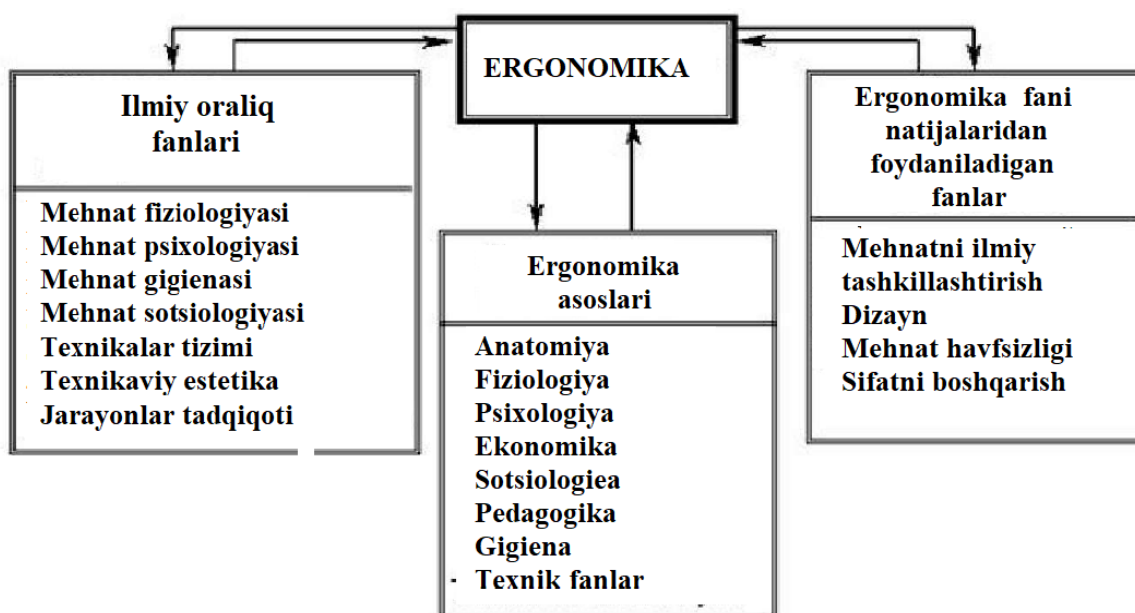 ERGONOMIKA
Ilmiy oraliq
fanlari
Mehnat fiziologiyasi
Mehnat psixologiyasi
Mehnat gigienasi
Mehnat sotsiologiyasi
Texnikalar tizimi
Texnikaviy estetika
Jarayonlar tadqiqoti
Ergonomika
asoslari
Anatomiya
Fiziologiya
Psixologiya
Ekonomika
Sotsiologiea
Pedagogika
Gigiena
Texnik fanlar
Ergonomika fani
natijalaridan
foydaniladigan
fanlar
Mehnatni ilmiy
tashkillashtirish
Dizayn
Mehnat havfsizligi
Sifatni boshqarish